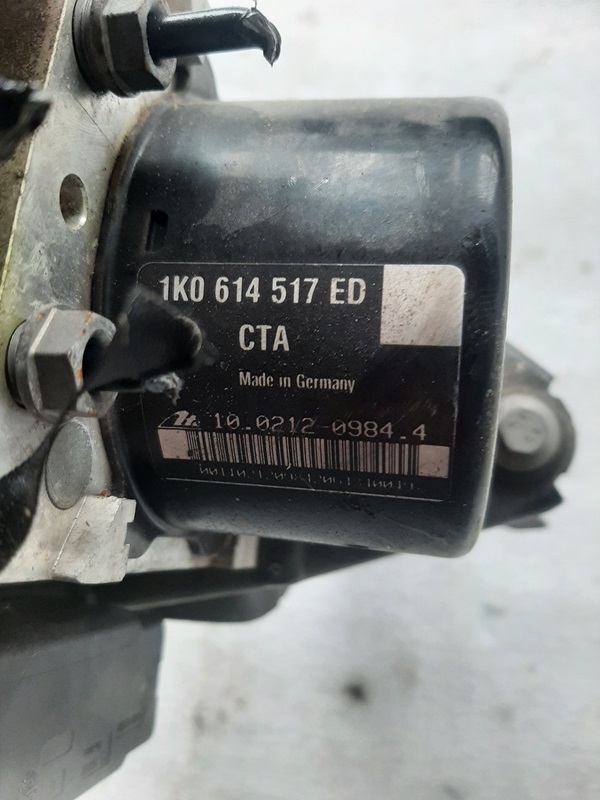 1K0 614 517 ED
CTA
Made in Germany
10.0212-0984.4